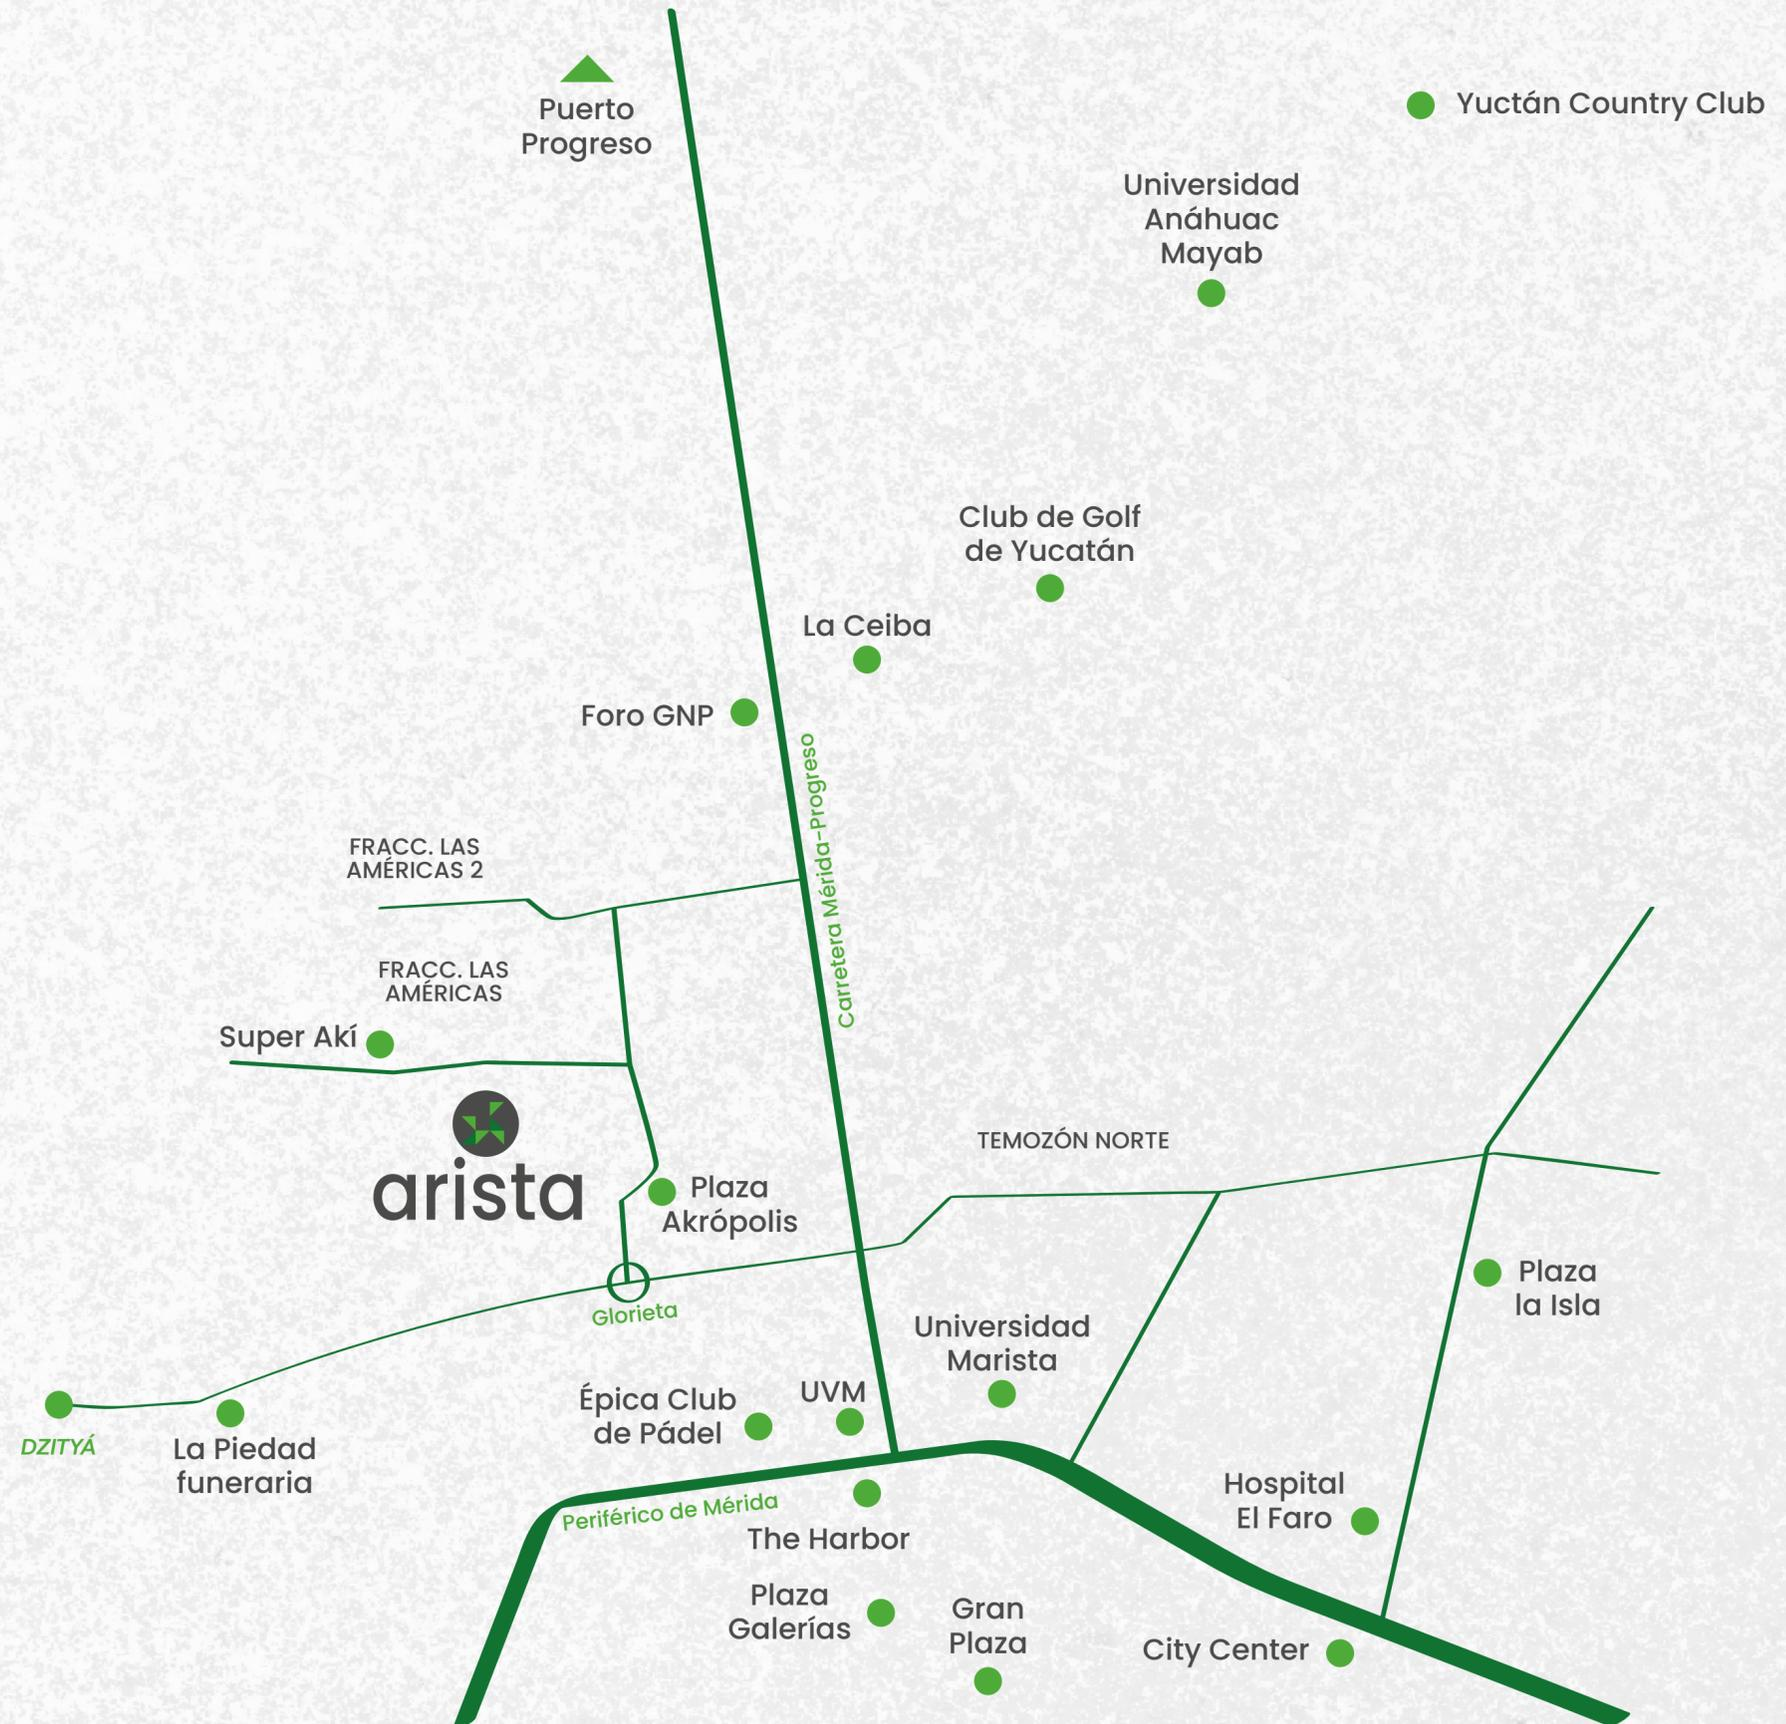 Puerto
Progreso
Yuctán Country Club
Universidad
Anáhuac
Mayab
Club de Golf
de Yucatán
La Ceiba
Foro GNP
Carretera Mérida-Progreso
FRACC. LAS
AMÉRICAS 2
FRACC. LAS
AMÉRICAS
Super Akí
arista
TEMOZÓN NORTE
Plaza
Akrópolis
Plaza
la Isla
Glorieta
Universidad
Marista
Épica Club
de Pádel
UVM
DZITYÁ
La Piedad
funeraria
Periférico de Mérida
The Harbor
Hospital
El Faro
Plaza
Galerías
Gran
Plaza
City Center